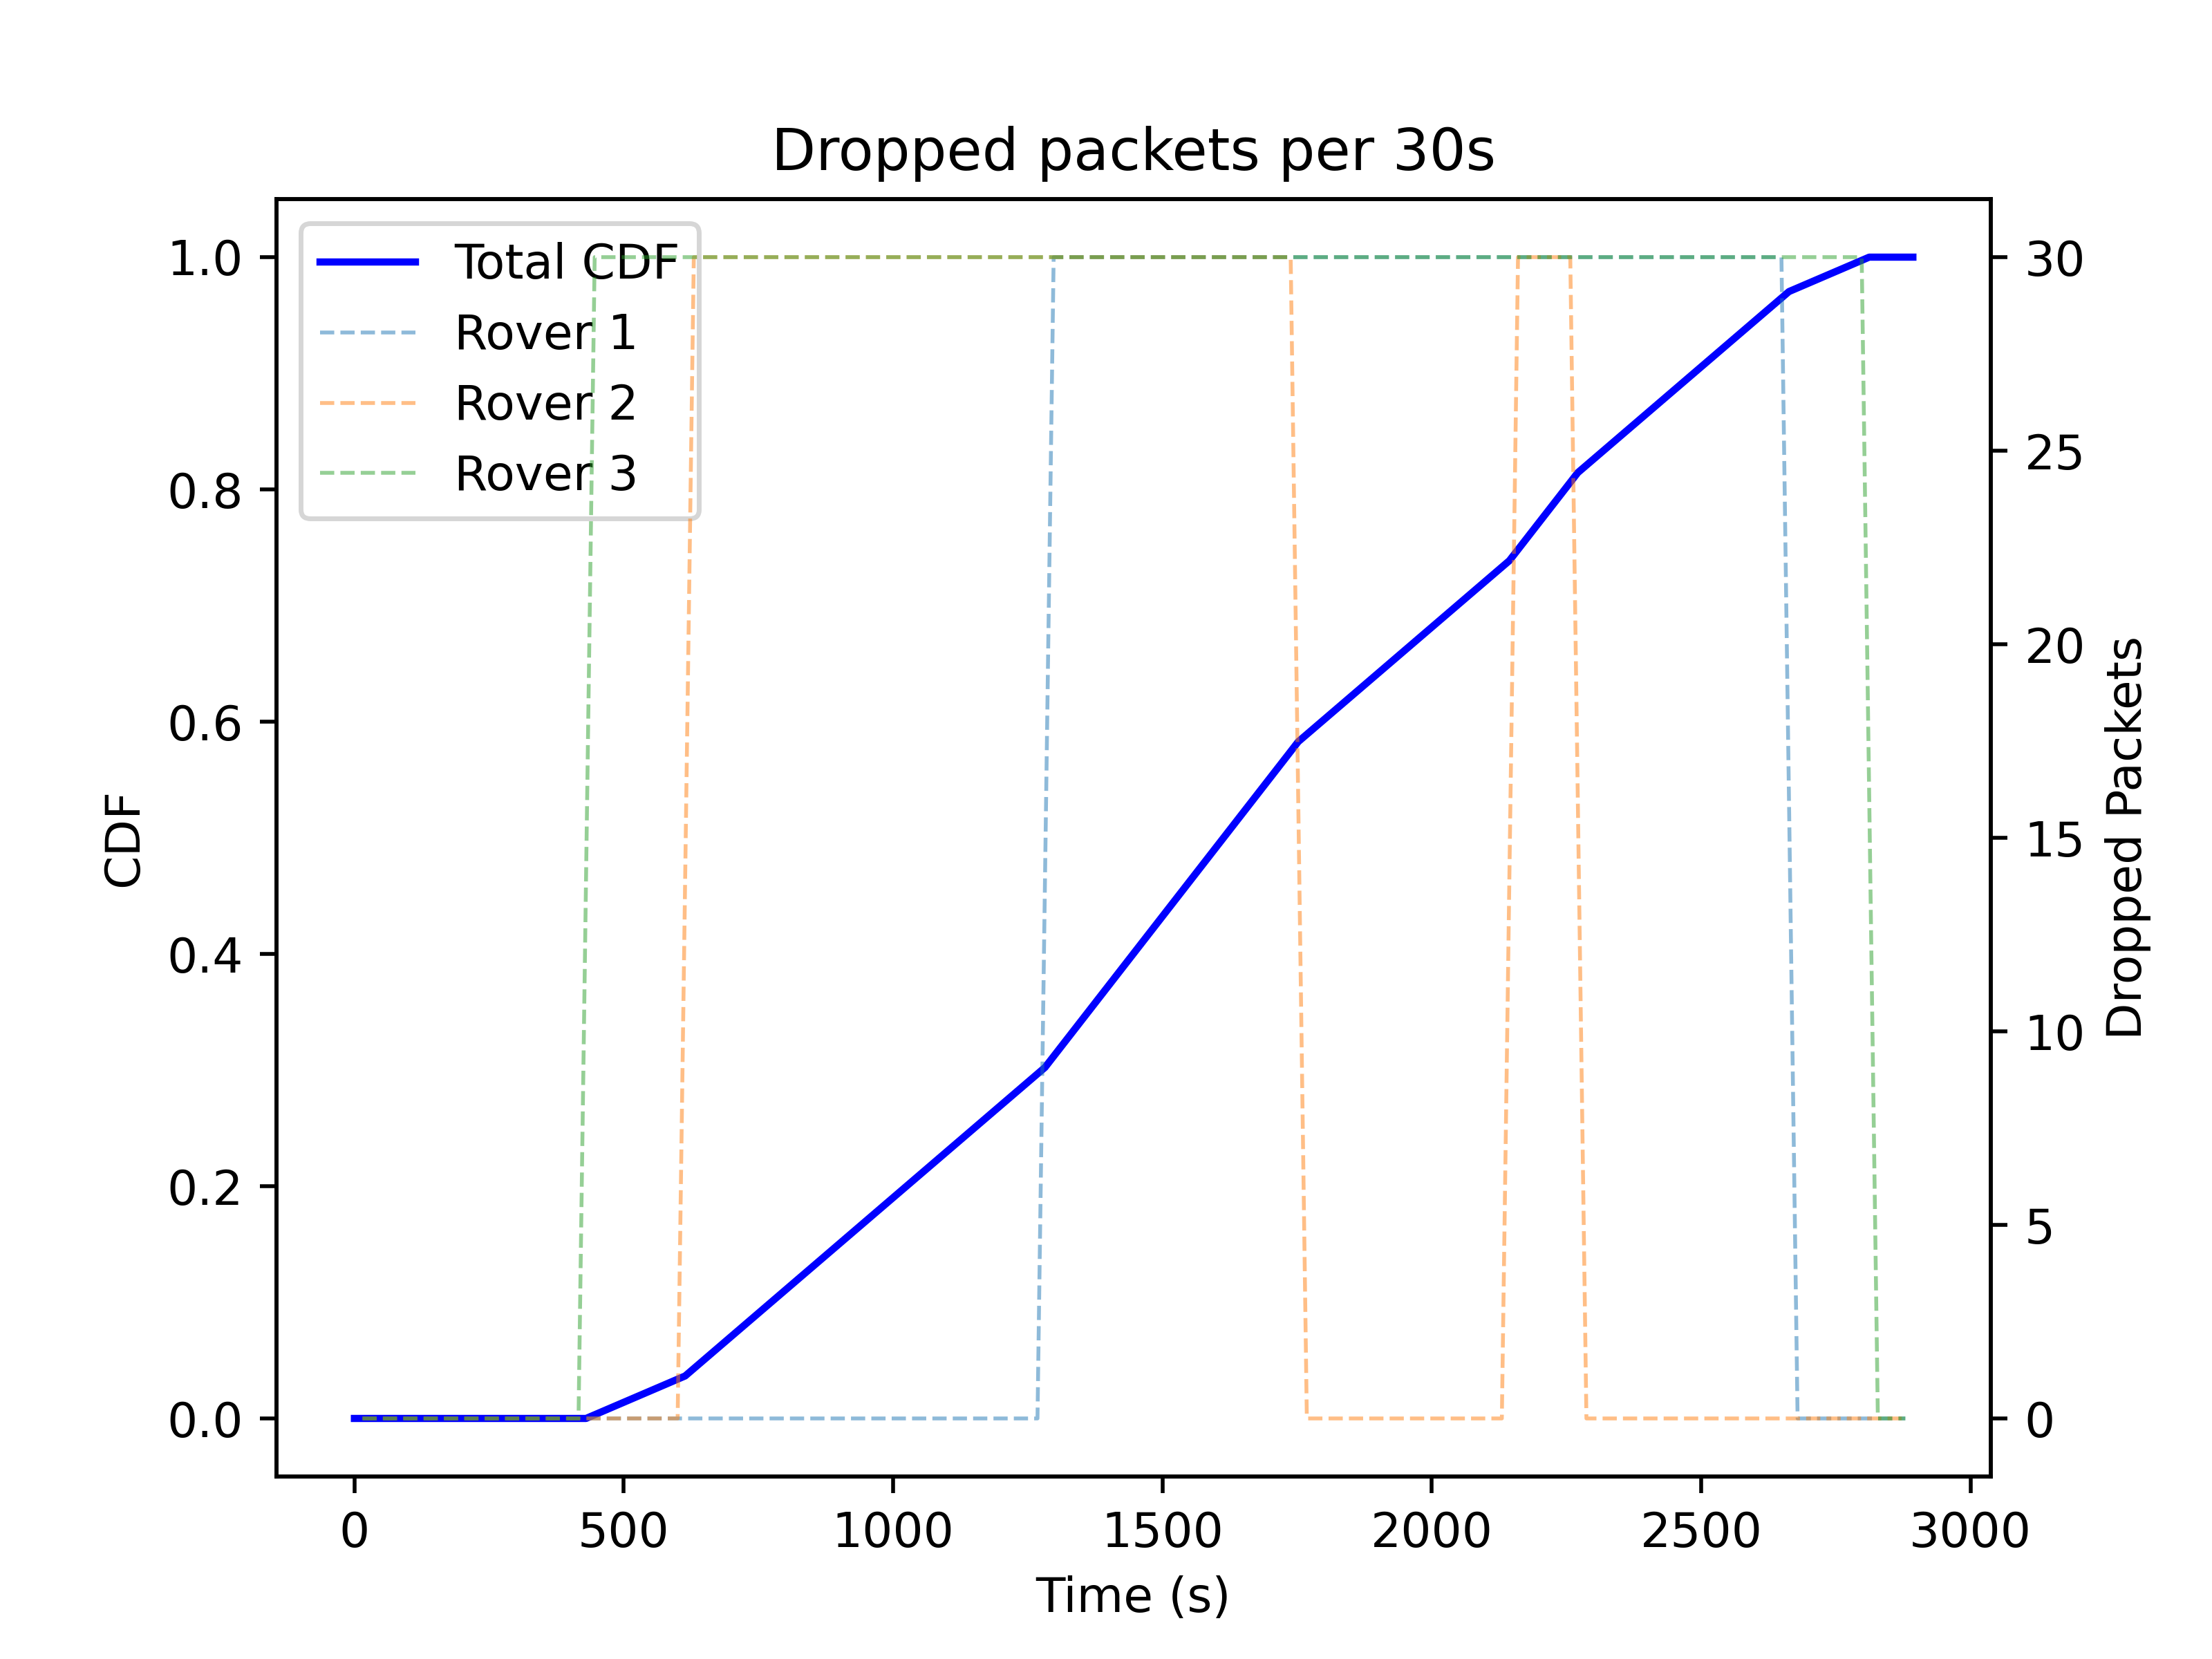 Dropped packets per 30s
Total CDF
Rover 1
Rover 2
Rover 3
1.0
0.8
0.6
0.4
0.2
0.0
CDF
30
25
20
15
10
5
0
Dropped Packets
0 500 1000 1500 2000 2500 3000
Time (s)